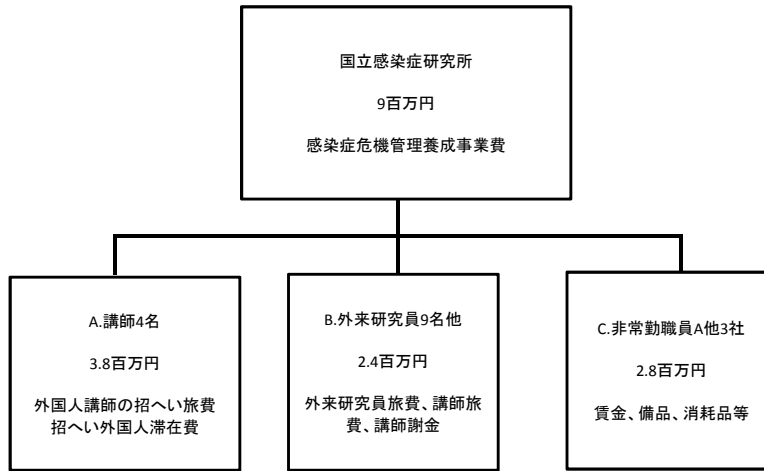 国立感染症研究所
9百万円
感染症危機管理養成事業費
A.講師4名
3.8百万円
外国人講師の招へい旅費
招へい外国人滞在費
B.外来研究員9名他
2.4百万円
外来研究員旅費、講師旅
費、講師謝金
C.非常勤職員A他3社
2.8百万円
賃金、備品、消耗品等